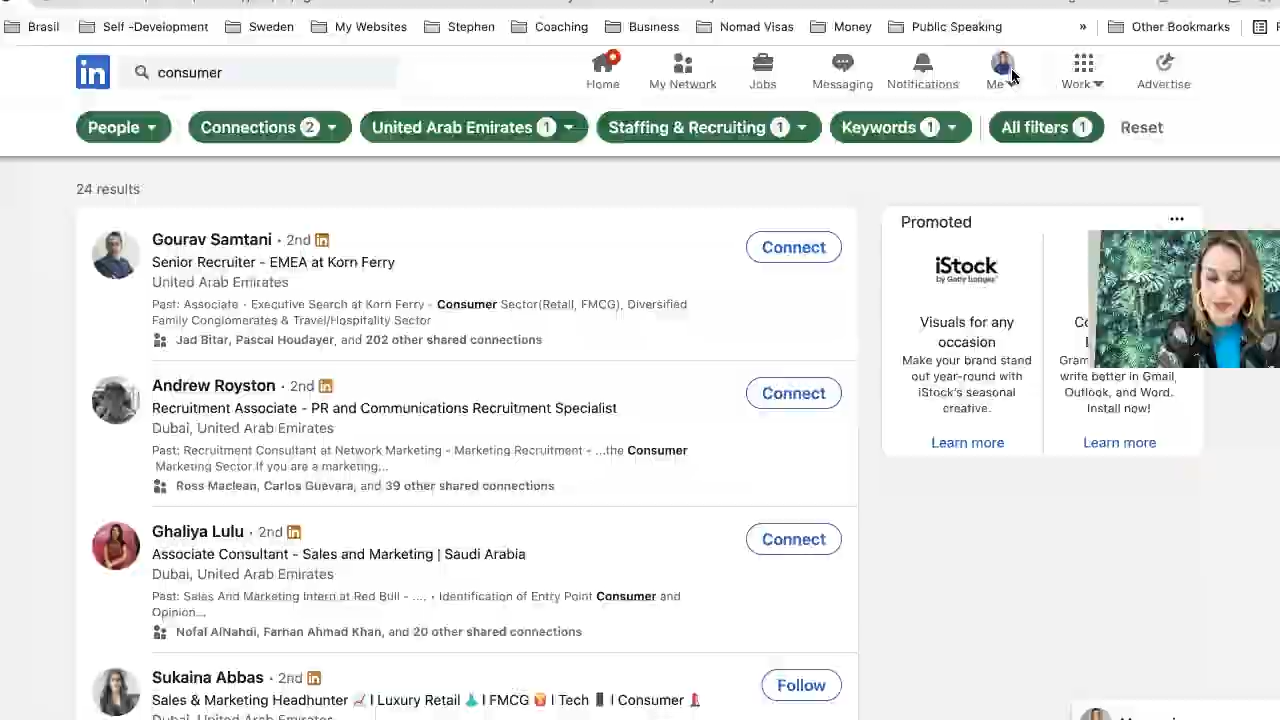 Brasil
Self -Development
Sweden
My Websites
Stephen
Coaching
Business
Nomad Visas
Money
Public Speaking
»
Other Bookmarks
in
consumer
Home
My Network
Jobs
Messaging
Notifications
Me
Work
Advertise
People
Connections 2
United Arab Emirates 1
Staffing & Recruiting 1
Keywords 1
All filters 1
Reset
24 results
Gourav Samtani · 2nd in
Connect
Senior Recruiter - EMEA at Korn Ferry
United Arab Emirates
Past: Associate - Executive Search at Korn Ferry - Consumer Sector(Retail, FMCG), Diversified
Family Conglomerates & Travel/Hospitality Sector
Jad Bitar, Pascal Houdayer, and 202 other shared connections
Andrew Royston · 2nd in
Connect
Recruitment Associate - PR and Communications Recruitment Specialist
Dubai, United Arab Emirates
Past: Recruitment Consultant at Network Marketing - Marketing Recruitment - ...the Consumer
Marketing Sector If you are a marketing...
Ross Maclean, Carlos Guevara, and 39 other shared connections
Ghaliya Lulu · 2nd in
Connect
Associate Consultant - Sales and Marketing | Saudi Arabia
Dubai, United Arab Emirates
Past: Sales And Marketing Intern at Red Bull - ..., • Identification of Entry Point Consumer and
Opinion...
Nofal AlNahdi, Farhan Ahmad Khan, and 20 other shared connections
Sukaina Abbas · 2nd in
Follow
Sales & Marketing Headhunter 📈 I Luxury Retail 👗 I FMCG 🍟 I Tech 📱 I Consumer 💄
Dubai, United Arab Emirates
Promoted
...
iStock
by Getty Images
Visuals for any
occasion
Make your brand stand
out year-round with
iStock's seasonal
creative.
Learn more
write better in Gmail,
Outlook, and Word.
Install now!
Learn more